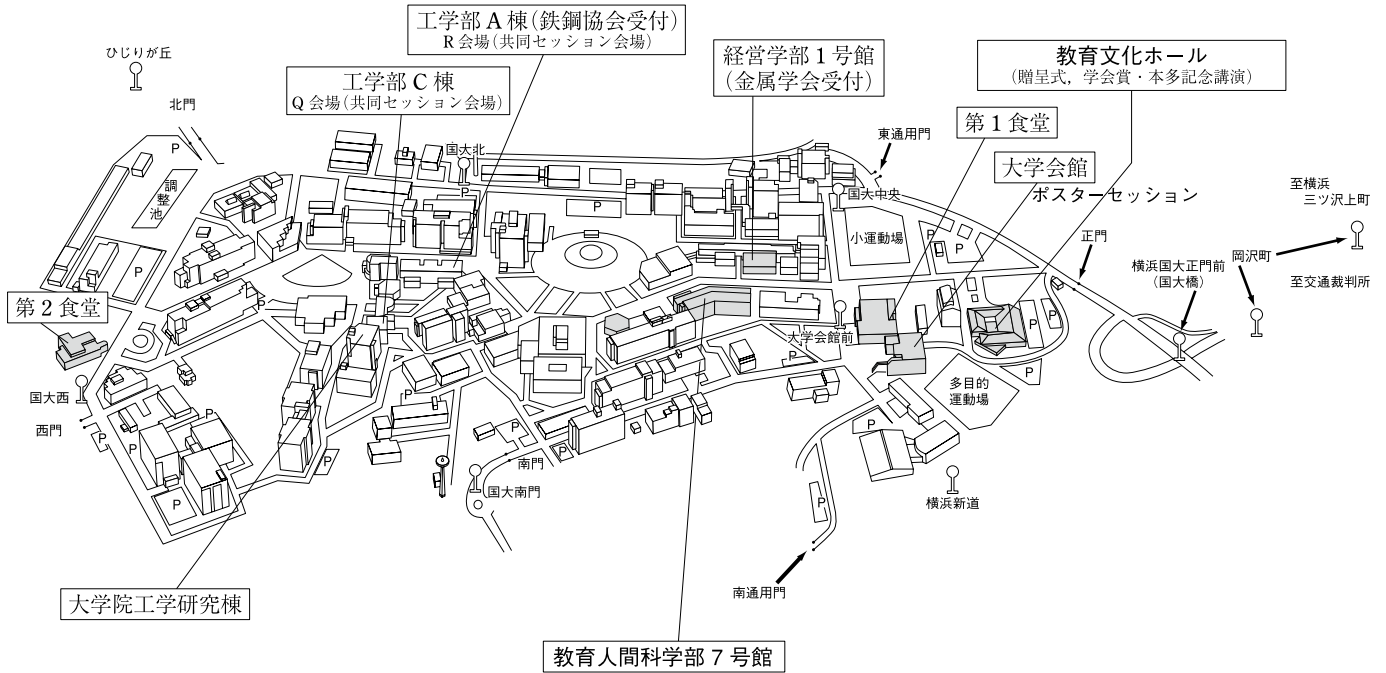 工学部 A 棟(鉄鋼協会受付)
R 会場(共同セッション会場)
工学部 C 棟
Q 会場(共同セッション会場)
経営学部 1 号館
(金属学会受付)
教育文化ホール
(贈呈式, 学会賞・本多記念講演)
第 1 食堂
大学会館
ポスターセッション
ひじりが丘
北門
P
調整池
国大北
P
東通用門
国大中央
小運動場
P
P
P
正門
至横浜
三ツ沢上町
岡沢町
横浜国大正門前
(国大橋)
至交通裁判所
P
第 2 食堂
P
P
P
大学会館前
P
P
国大西
西門
P
P
P
P
P
多目的
運動場
P
P
P
P
南門
国大南門
横浜新道
P
南通用門
大学院工学研究棟
教育人間科学部 7 号館